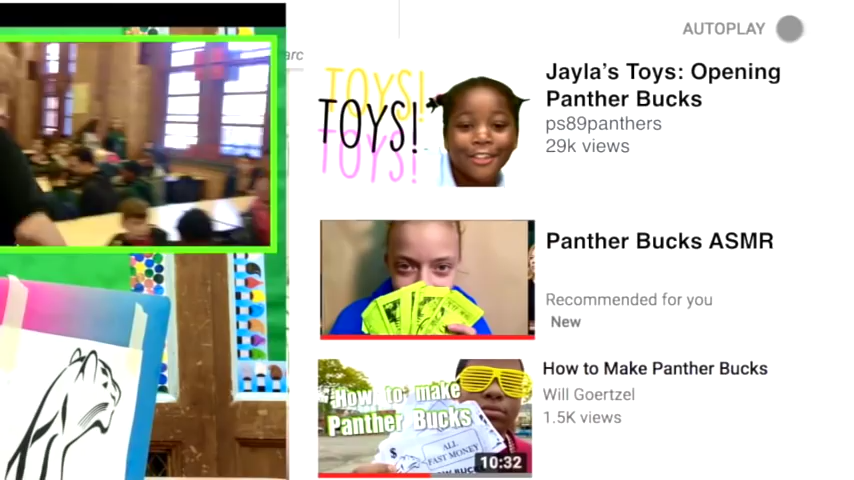 arc
AUTOPLAY
TOYS!
TOYS!
TOYS!
Jayla’s Toys: Opening
Panther Bucks
ps89panthers
29k views
Panther Bucks ASMR
Recommended for you
New
How to make
Panther Bucks
$
ALL
FAST MONEY
10:32
How to Make Panther Bucks
Will Goertzel
1.5K views